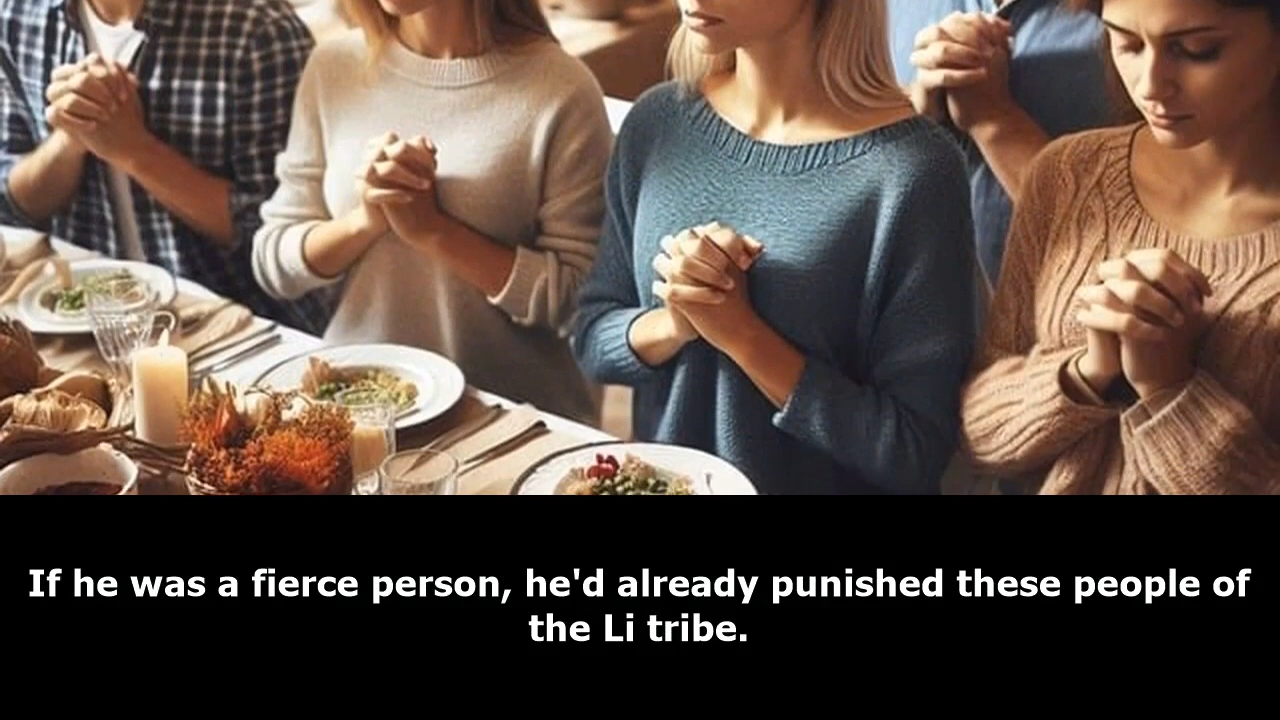 If he was a fierce person, he'd already punished these people of
the Li tribe.